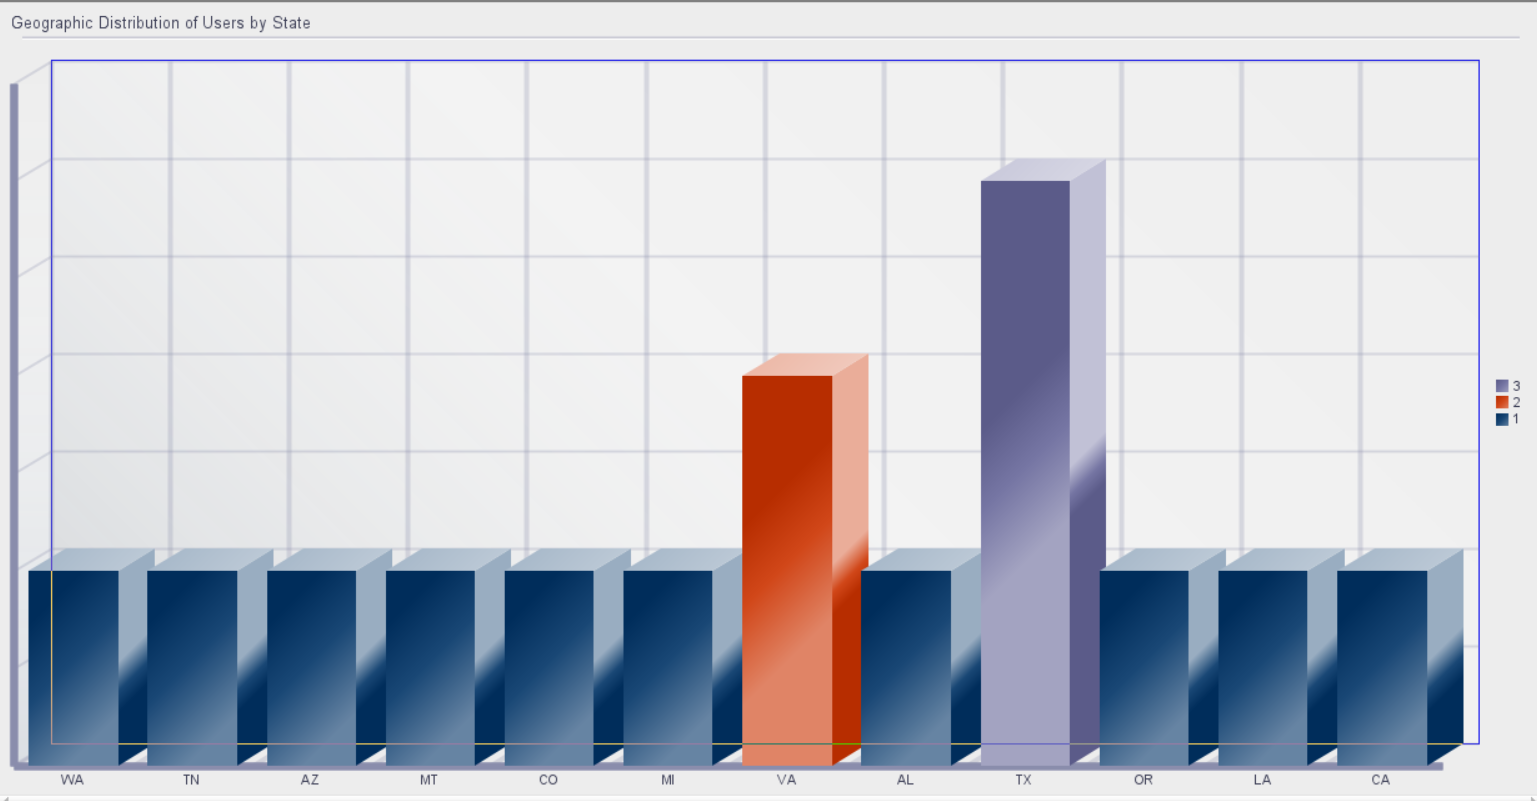 Geographic Distribution of Users by State
3
2
1
WA TN AZ MT CO MI VA AL TX OR LA CA